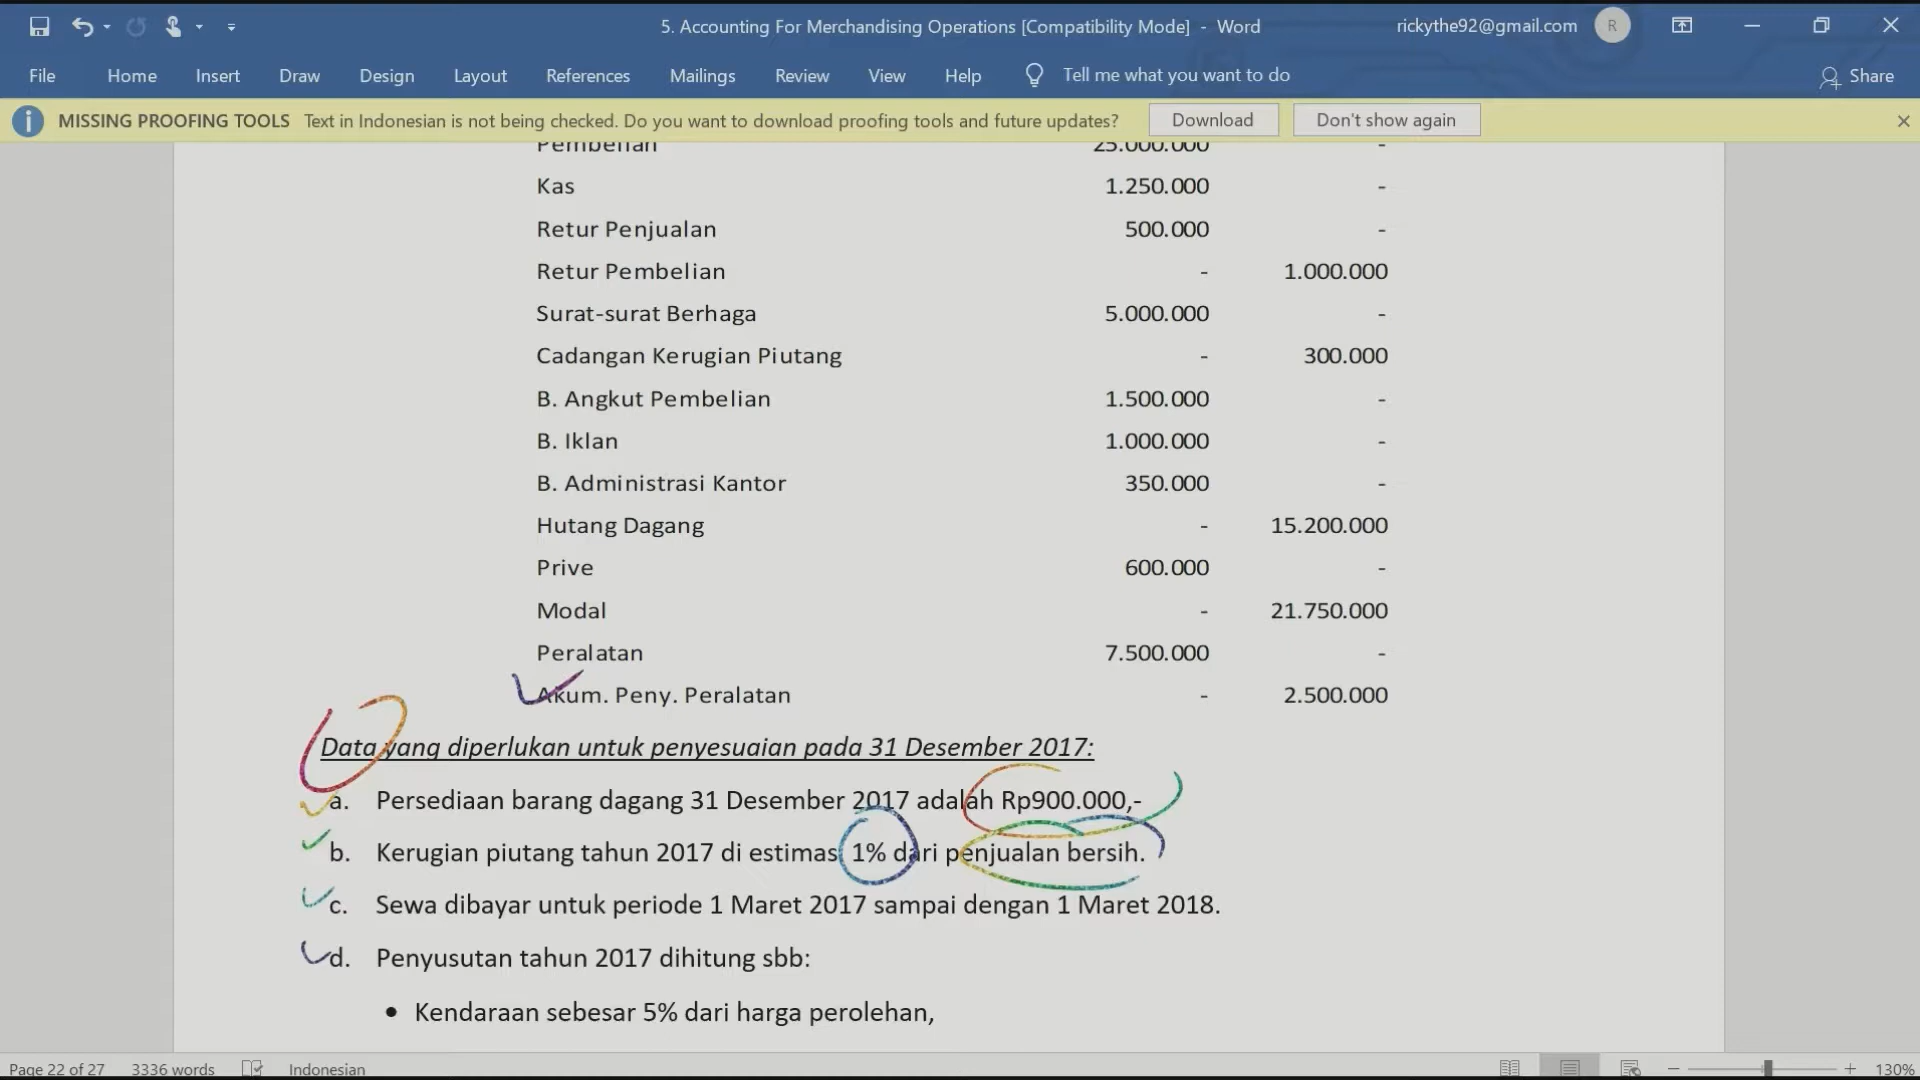 5. Accounting For Merchandising Operations [Compatibility Mode] - Word
rickythe92@gmail.com
R
File Home Insert Draw Design Layout References Mailings Review View Help Tell me what you want to do Share
MISSING PROOFING TOOLS Text in Indonesian is not being checked. Do you want to download proofing tools and future updates? Download Don't show again
Pembelian 25.000.000 -
Kas 1.250.000 -
Retur Penjualan 500.000 -
Retur Pembelian - 1.000.000
Surat-surat Berhaga 5.000.000 -
Cadangan Kerugian Piutang - 300.000
B. Angkut Pembelian 1.500.000 -
B. Iklan 1.000.000 -
B. Administrasi Kantor 350.000 -
Hutang Dagang - 15.200.000
Prive 600.000 -
Modal - 21.750.000
Peralatan 7.500.000 -
Akum. Peny. Peralatan - 2.500.000
Data yang diperlukan untuk penyesuaian pada 31 Desember 2017:
a. Persediaan barang dagang 31 Desember 2017 adalah Rp900.000,-
b. Kerugian piutang tahun 2017 di estimas 1% dari penjualan bersih.
c. Sewa dibayar untuk periode 1 Maret 2017 sampai dengan 1 Maret 2018.
d. Penyusutan tahun 2017 dihitung sbb:
• Kendaraan sebesar 5% dari harga perolehan,
Page 22 of 27 3336 words Indonesian 130%